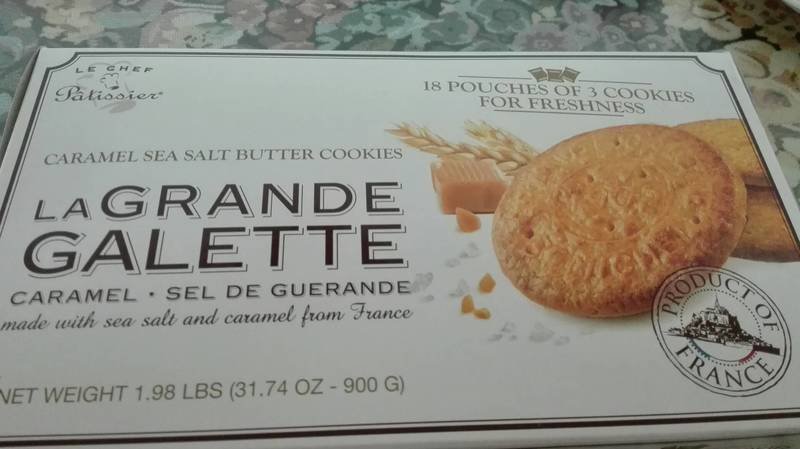 LE CHEF
Pâtissier
18 POUCHES OF 3 COOKIES
FOR FRESHNESS
CARAMEL SEA SALT BUTTER COOKIES
LA GRANDE
GALETTE
CARAMEL · SEL DE GUERANDE
made with sea salt and caramel from France
NET WEIGHT 1.98 LBS (31.74 OZ - 900 G)
PRODUCT OF
FRANCE